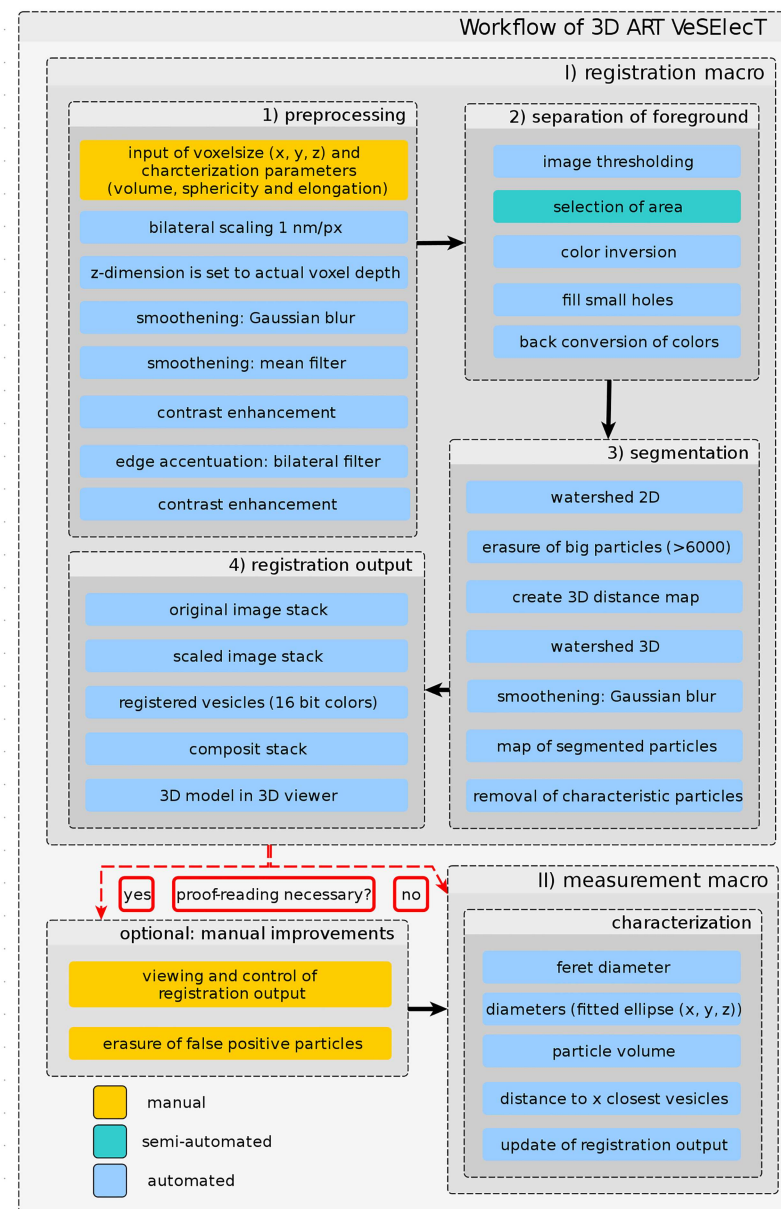 Workflow of 3D ART VeSElecT
I) registration macro
1) preprocessing
input of voxelsize (x, y, z) and
charcterization parameters
(volume, sphericity and elongation)
bilateral scaling 1 nm/px
z-dimension is set to actual voxel depth
smoothening: Gaussian blur
smoothening: mean filter
contrast enhancement
edge accentuation: bilateral filter
contrast enhancement
2) separation of foreground
image thresholding
selection of area
color inversion
fill small holes
back conversion of colors
3) segmentation
watershed 2D
erasure of big particles (>6000)
create 3D distance map
watershed 3D
smoothening: Gaussian blur
map of segmented particles
removal of characteristic particles
4) registration output
original image stack
scaled image stack
registered vesicles (16 bit colors)
composit stack
3D model in 3D viewer
yes
proof-reading necessary?
no
optional: manual improvements
viewing and control of
registration output
erasure of false positive particles
II) measurement macro
characterization
feret diameter
diameters (fitted ellipse (x, y, z))
particle volume
distance to x closest vesicles
update of registration output
manual
semi-automated
automated